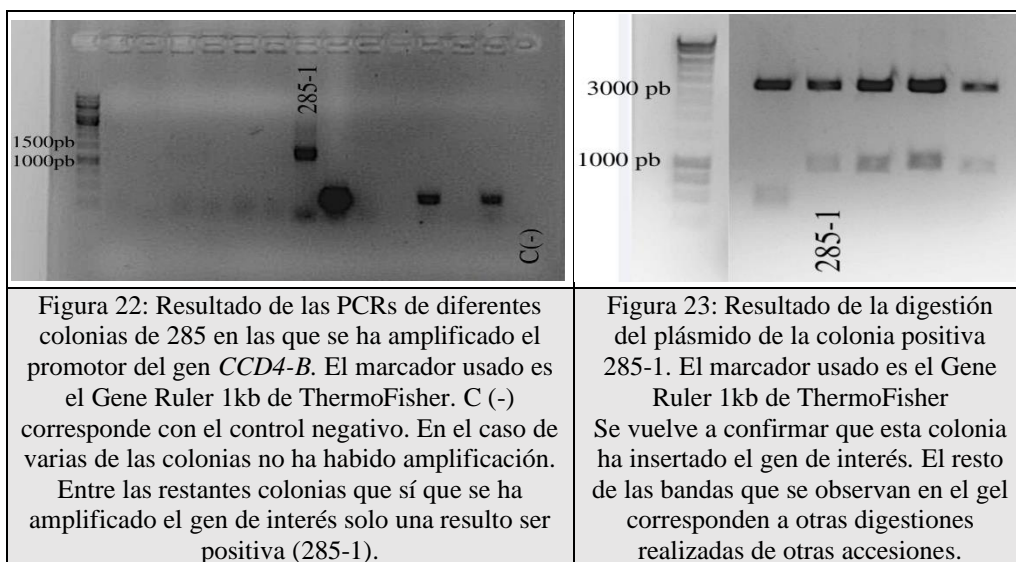 285-1
1500pb
1000pb
C(-)
3000 pb
1000 pb
285-1
Figura 22: Resultado de las PCRs de diferentes
colonias de 285 en las que se ha amplificado el
promotor del gen CCD4-B. El marcador usado es
el Gene Ruler 1kb de ThermoFisher. C (-)
corresponde con el control negativo. En el caso de
varias de las colonias no ha habido amplificación.
Entre las restantes colonias que sí que se ha
amplificado el gen de interés solo una resulto ser
positiva (285-1).
Figura 23: Resultado de la digestión
del plásmido de la colonia positiva
285-1. El marcador usado es el Gene
Ruler 1kb de ThermoFisher
Se vuelve a confirmar que esta colonia
ha insertado el gen de interés. El resto
de las bandas que se observan en el gel
corresponden a otras digestiones
realizadas de otras accesiones.